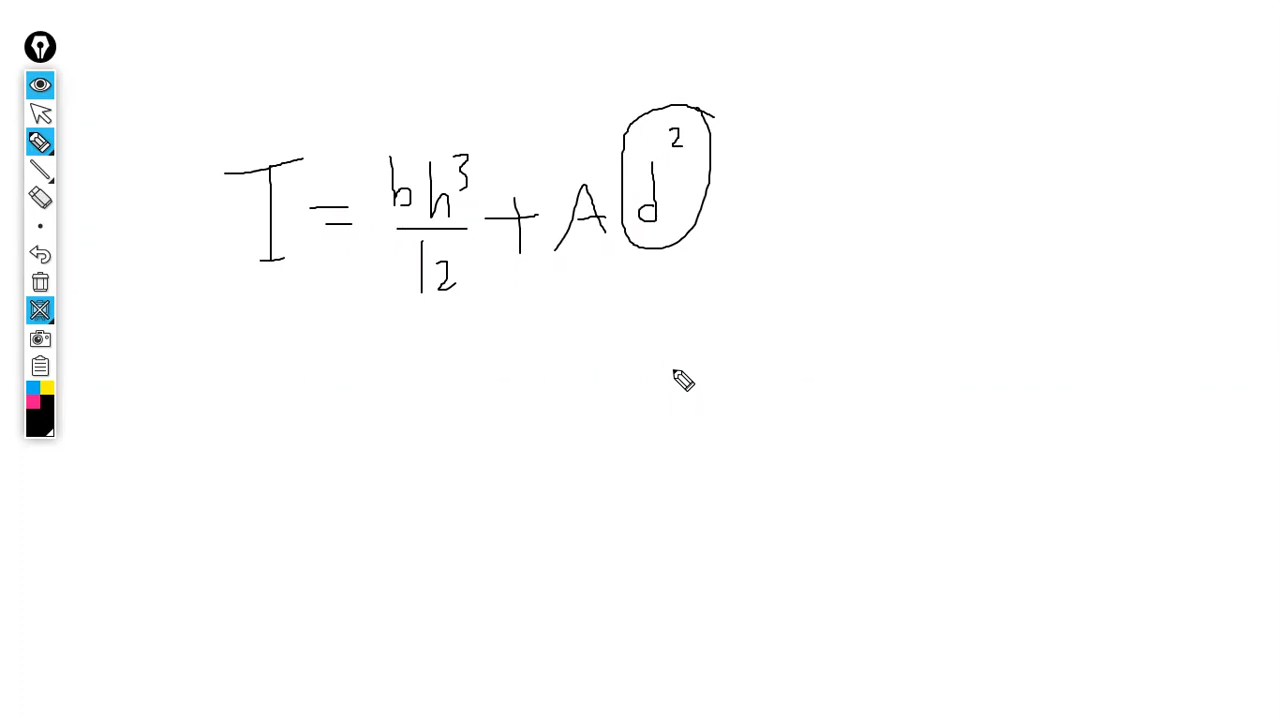 I = bh³/12 + Ad²